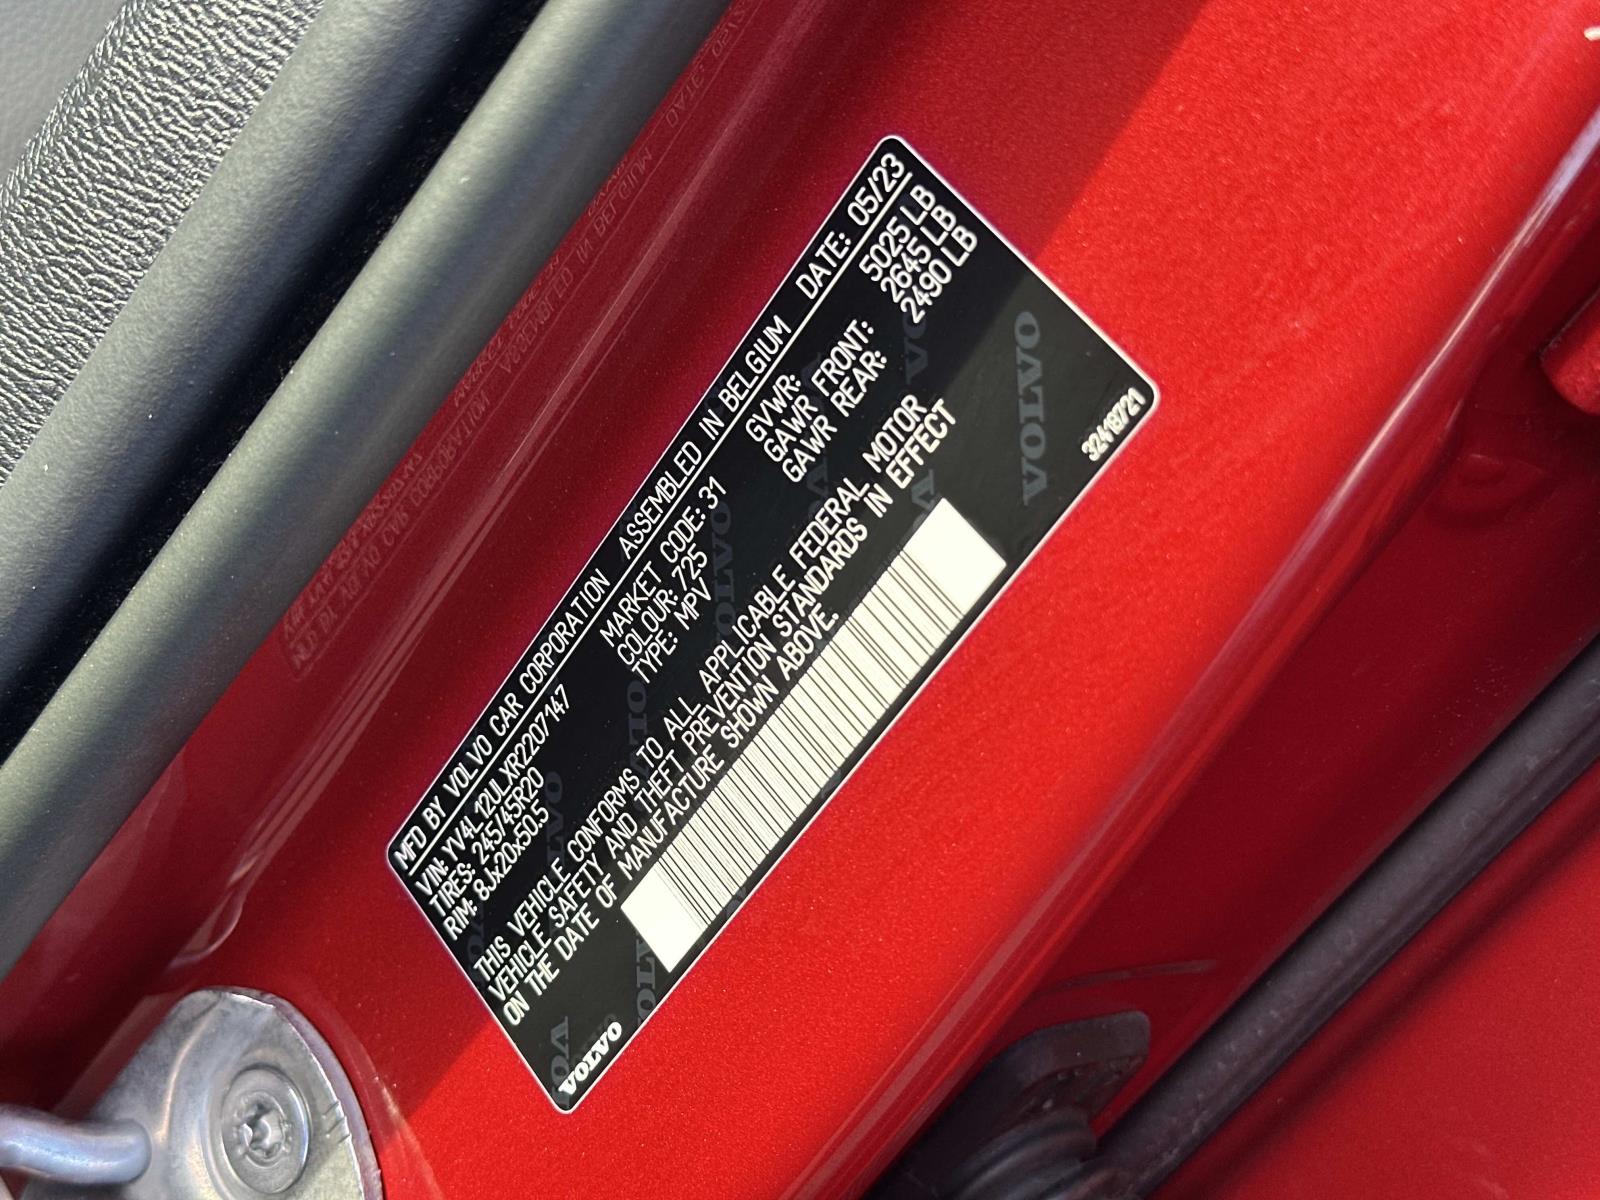 MFD BY VOLVO CAR CORPORATION ASSEMBLED IN BELGIUM DATE: 05/23
VIN: YV4L12ULXR2207147 MARKET CODE: 31 GVWR: 5025 LB
TIRES: 245/45R20 COLOUR: 725 GAWR FRONT: 2645 LB
RIM: 8Jx20x50.5 TYPE: MPV GAWR REAR: 2490 LB
THIS VEHICLE CONFORMS TO ALL APPLICABLE FEDERAL MOTOR
VEHICLE SAFETY AND THEFT PREVENTION STANDARDS IN EFFECT
ON THE DATE OF MANUFACTURE SHOWN ABOVE.
VOLVO
VOLVO
32419721